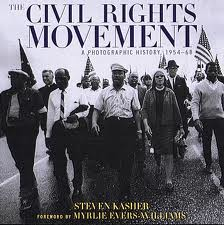 THE
CIVIL RIGHTS
MOVEMENT
A PHOTOGRAPHIC HISTORY, 1954–68
STEVEN KASHER
FOREWORD BY MYRLIE EVERS-WILLIAMS